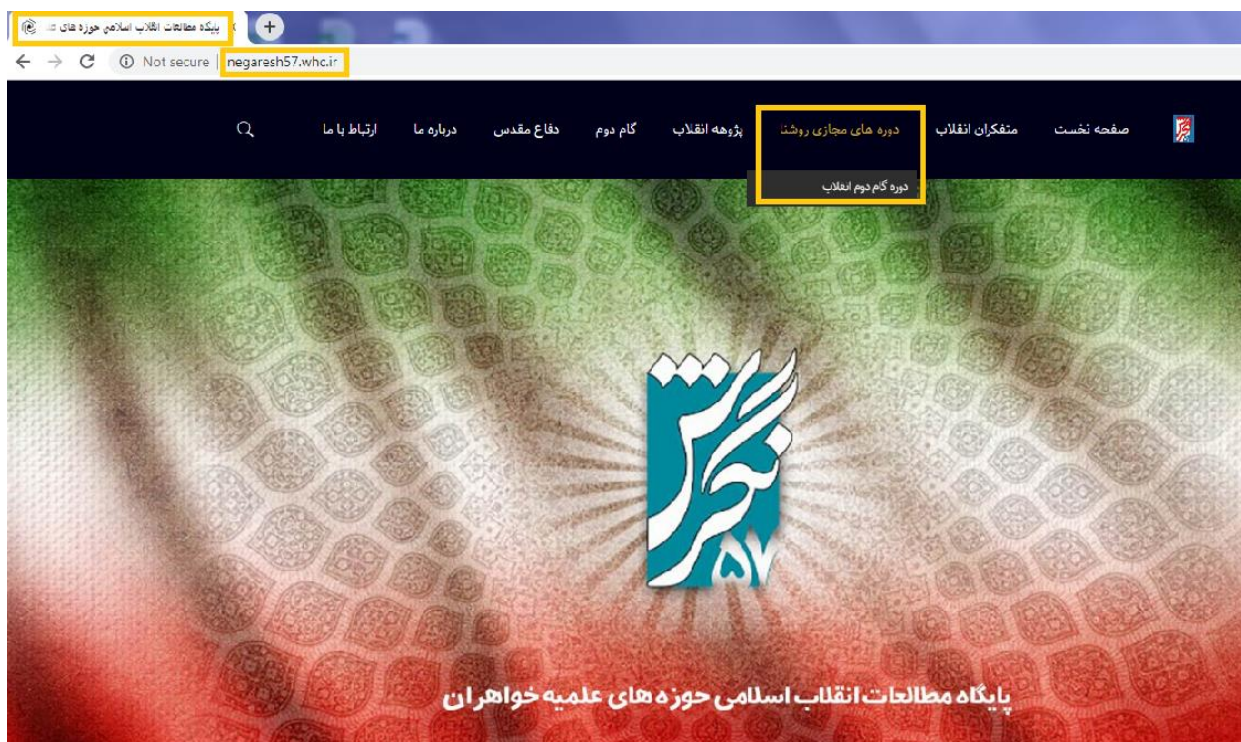 پایگاه مطالعات انقلاب اسلامی حوزه های
Not secure | negaresh57.whc.ir
صفحه نخست
متفکران انقلاب
دوره های مجازی روشنا
پژوهه انقلاب
گام دوم
دفاع مقدس
درباره ما
ارتباط با ما
دوره گام دوم انقلاب
نگرش
۵۷
پایگاه مطالعات انقلاب اسلامی حوزه های علمیه خواهران